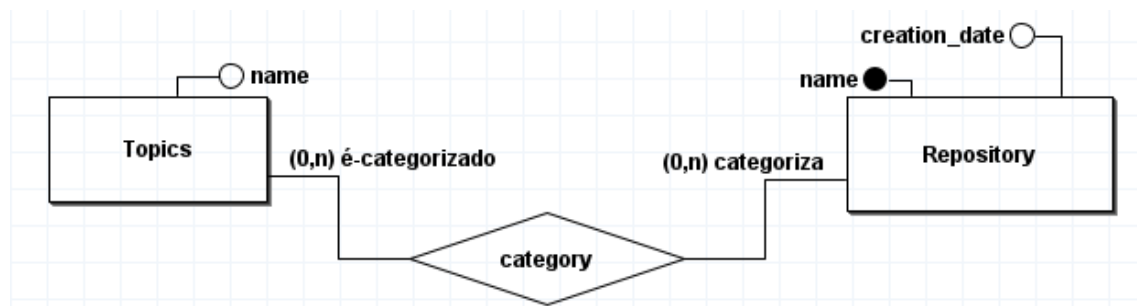 creation_date
name
name
Topics
(0,n) é-categorizado
(0,n) categoriza
Repository
category